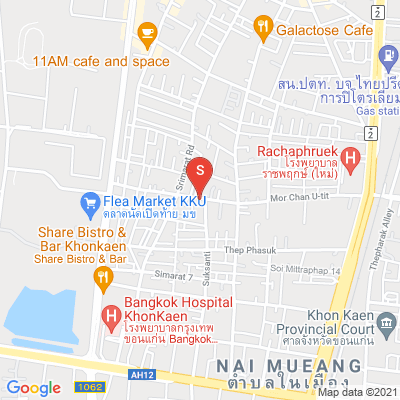 Galactose Cafe
2
11AM cafe and space
สน.ปตท. บจ.ไทยปรีด
การปิโตรเลียม
Gas station
2
Srimarat Rd
Rachaphruek
โรงพยาบาล
ราชพฤกษ์ (ใหม่)
H
S
Mor Chan U-tit
Flea Market KKU
ตลาดนัดเปิดท้าย มข
Theparak Alley
Share Bistro &
Bar Khonkaen
Share Bistro & Bar
Thep Phasuk
Suksanti
Simarat 7
Soi Mittraphap 14
2
Bangkok Hospital
KhonKaen
H
โรงพยาบาลกรุงเทพ
ขอนแก่น Bangkok...
Khon Kaen
Provincial Court
ศาลจังหวัดขอนแก่น
NAI MUEANG
ตำบลในเมือง
AH12
1062
Map data ©2021